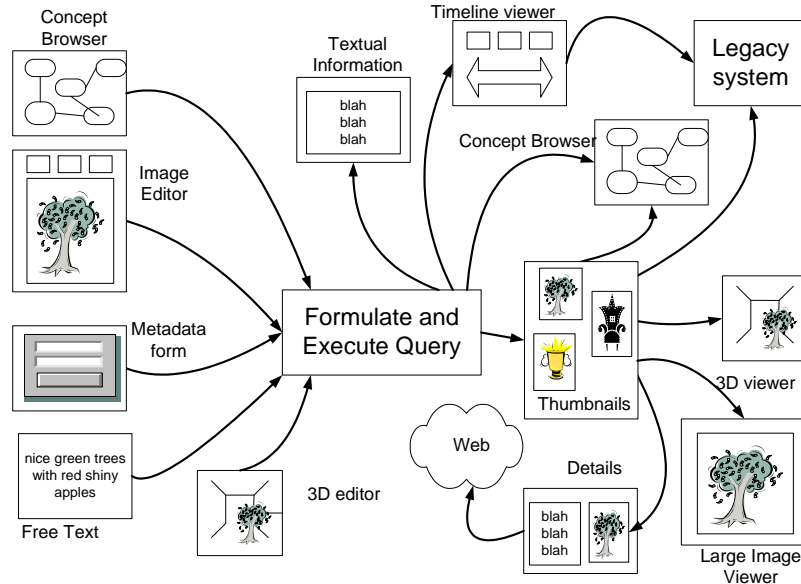 Concept
Browser
Image
Editor
Metadata
form
nice green trees
with red shiny
apples
Free Text
3D editor
Formulate and
Execute Query
Textual
Information
blah
blah
blah
Timeline viewer
Legacy
system
Concept Browser
Thumbnails
3D viewer
Web
Details
blah
blah
blah
Large Image
Viewer